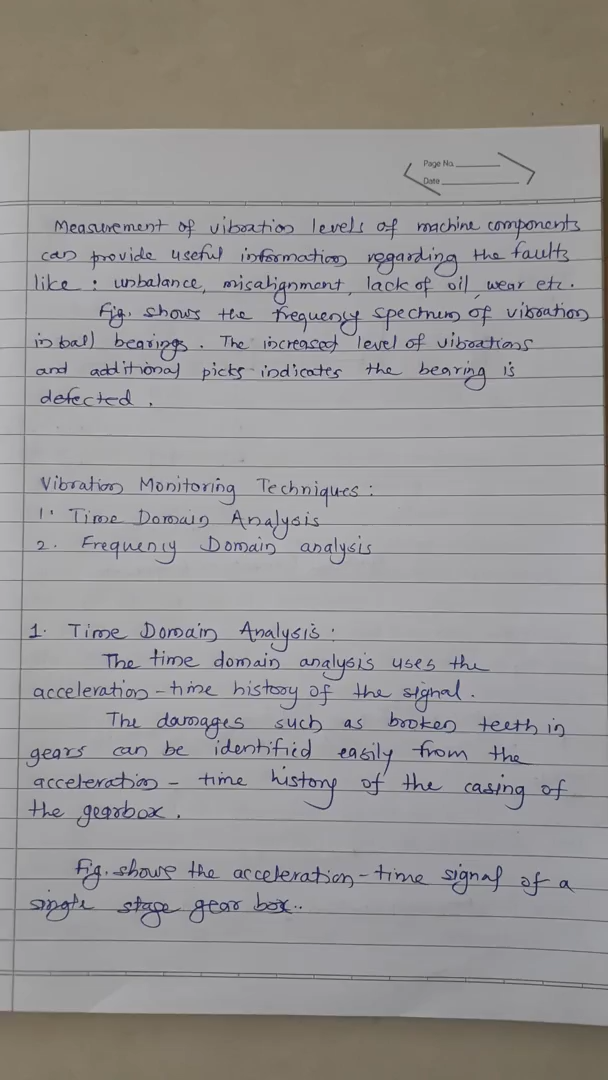 Page No.
Date
Measurement of vibration levels of machine components
can provide useful information regarding the faults
like : unbalance, misalignment, lack of oil, wear etc.
Fig. shows the frequency spectrum of vibration
in ball bearings. The increased level of vibrations
and additional picks indicates the bearing is
defected.
Vibration Monitoring Techniques :
1. Time Domain Analysis
2. Frequency Domain analysis
1. Time Domain Analysis :
The time domain analysis uses the
acceleration - time history of the signal.
The damages such as broken teeth in
gears can be identified easily from the
acceleration - time history of the casing of
the gearbox.
Fig. shows the acceleration - time signal of a
single stage gear box..